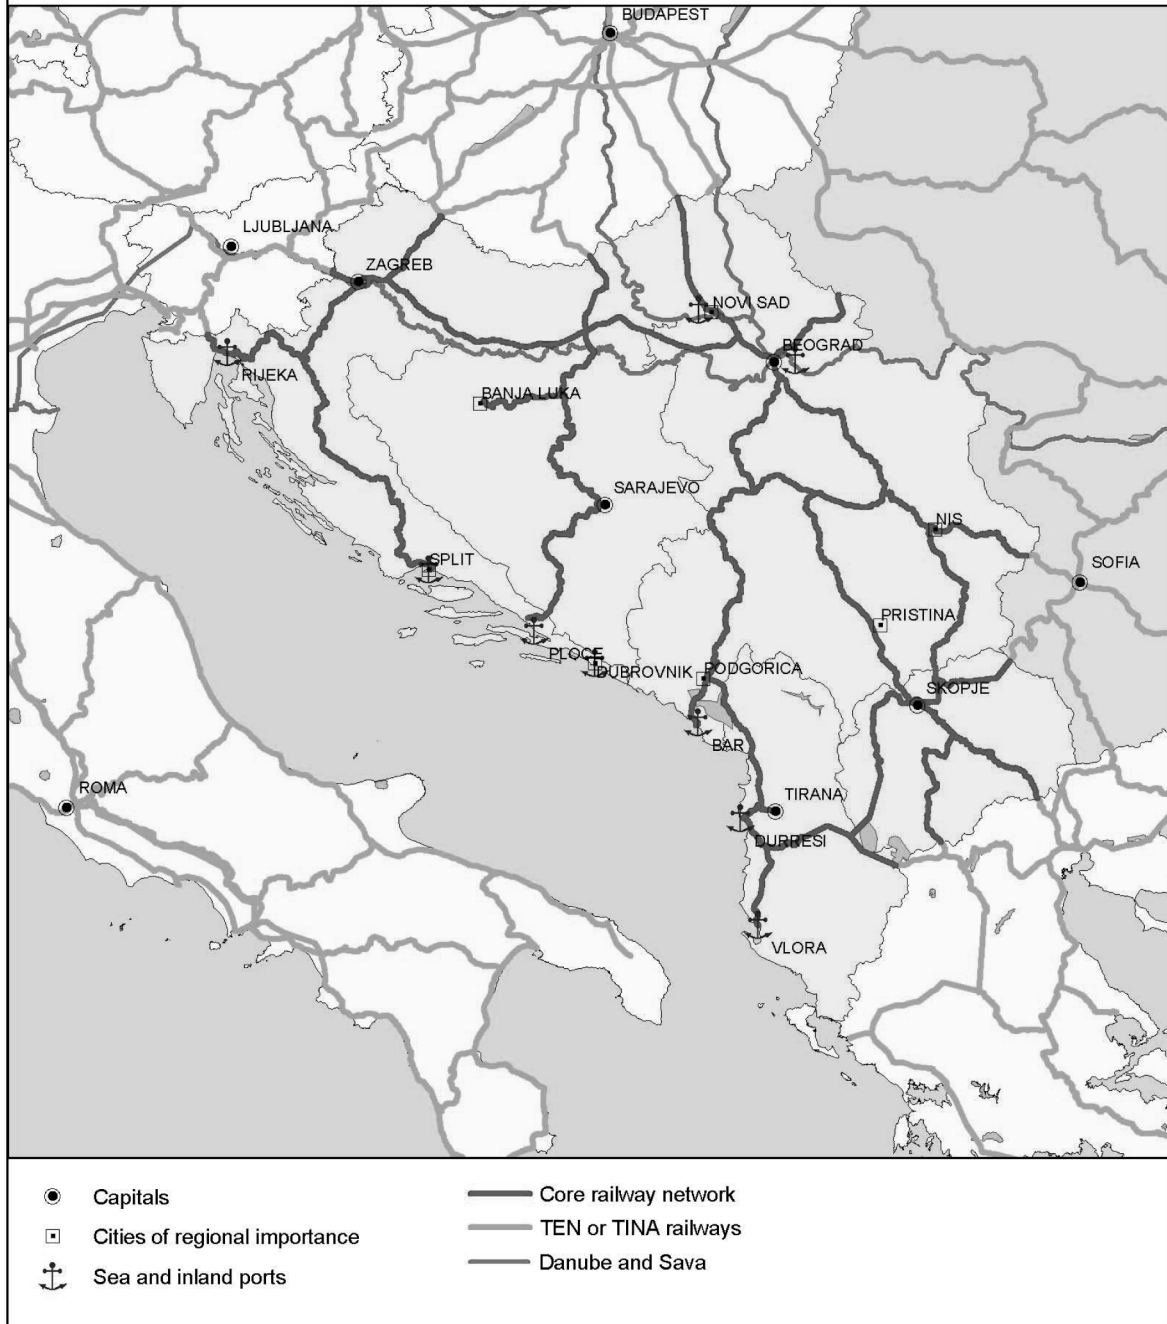 BUDAPEST
LJUBLJANA
ZAGREB
NOVI SAD
BEOGRAD
RIJEKA
BANJA LUKA
SARAJEVO
NIS
SPLIT
SOFIA
PRISTINA
PLOCE
DUBROVNIK
PODGORICA
SKOPJE
BAR
ROMA
TIRANA
DURRESI
VLORA
Capitals
Cities of regional importance
Sea and inland ports
Core railway network
TEN or TINA railways
Danube and Sava